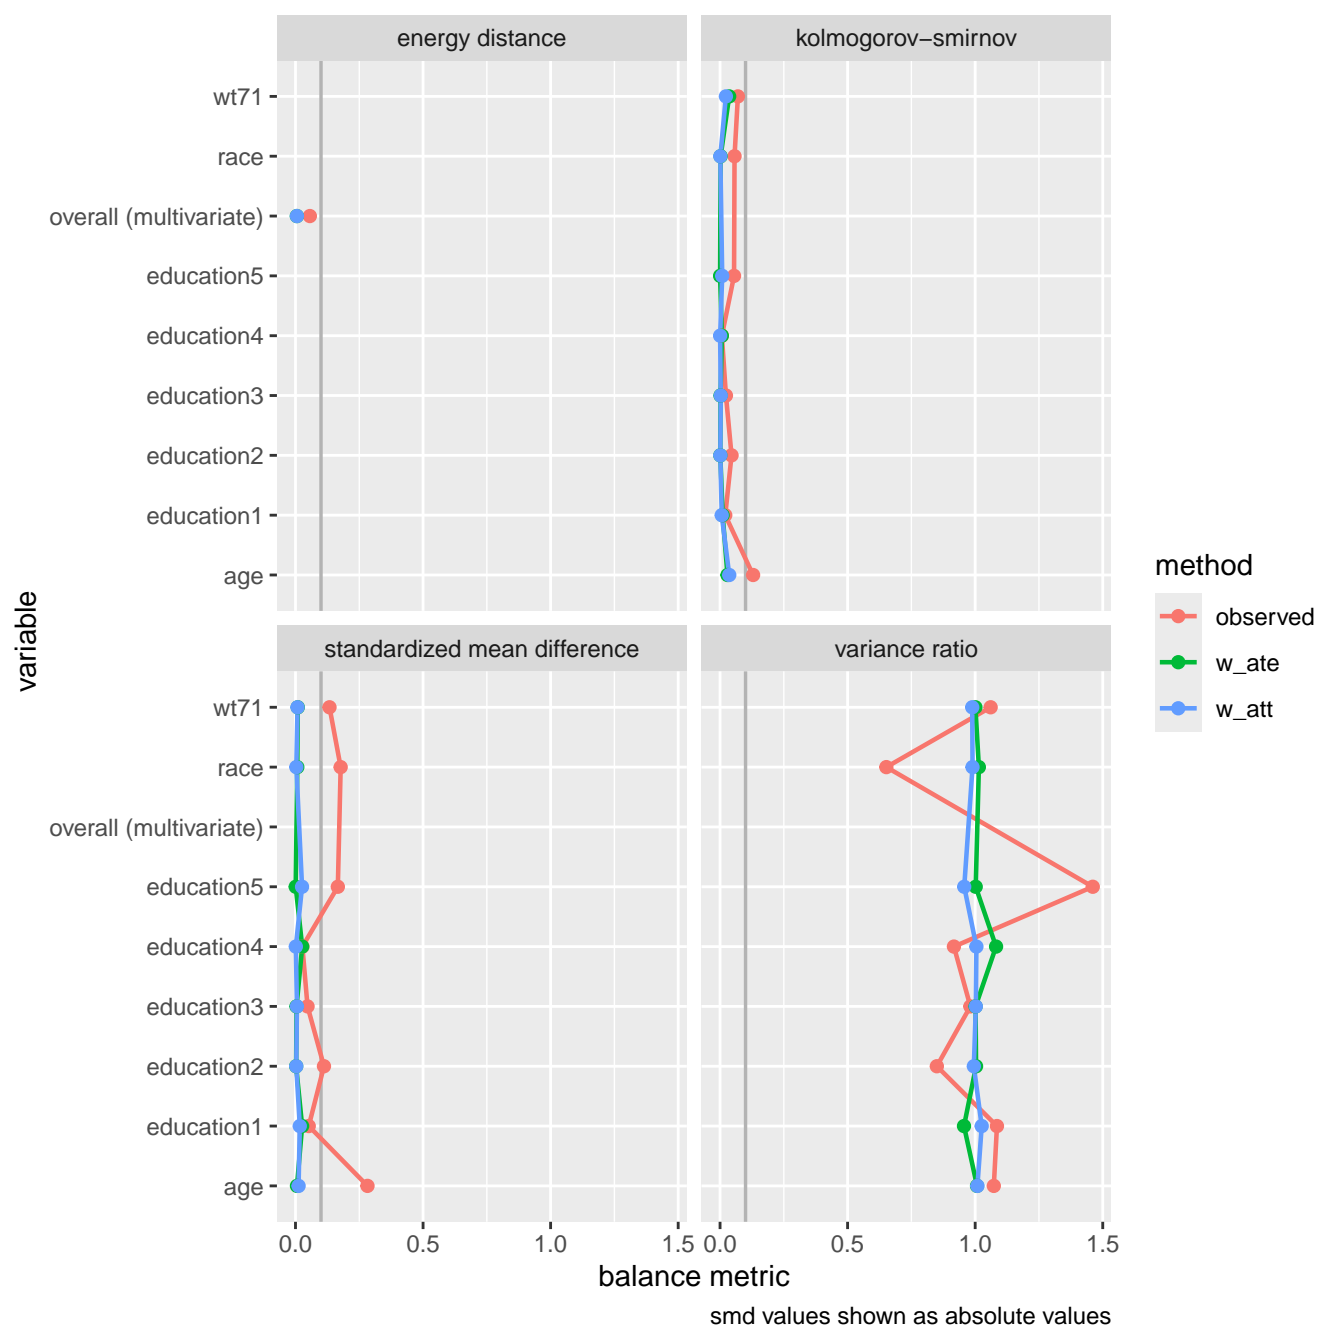 energy distance
kolmogorov−smirnov
wt71
race
overall (multivariate)
education5
education4
education3
education2
education1
age
variable
standardized mean difference
variance ratio
wt71
race
overall (multivariate)
education5
education4
education3
education2
education1
age
0.0 0.5 1.0 1.5
0.0 0.5 1.0 1.5
balance metric
smd values shown as absolute values
method
observed
w_ate
w_att